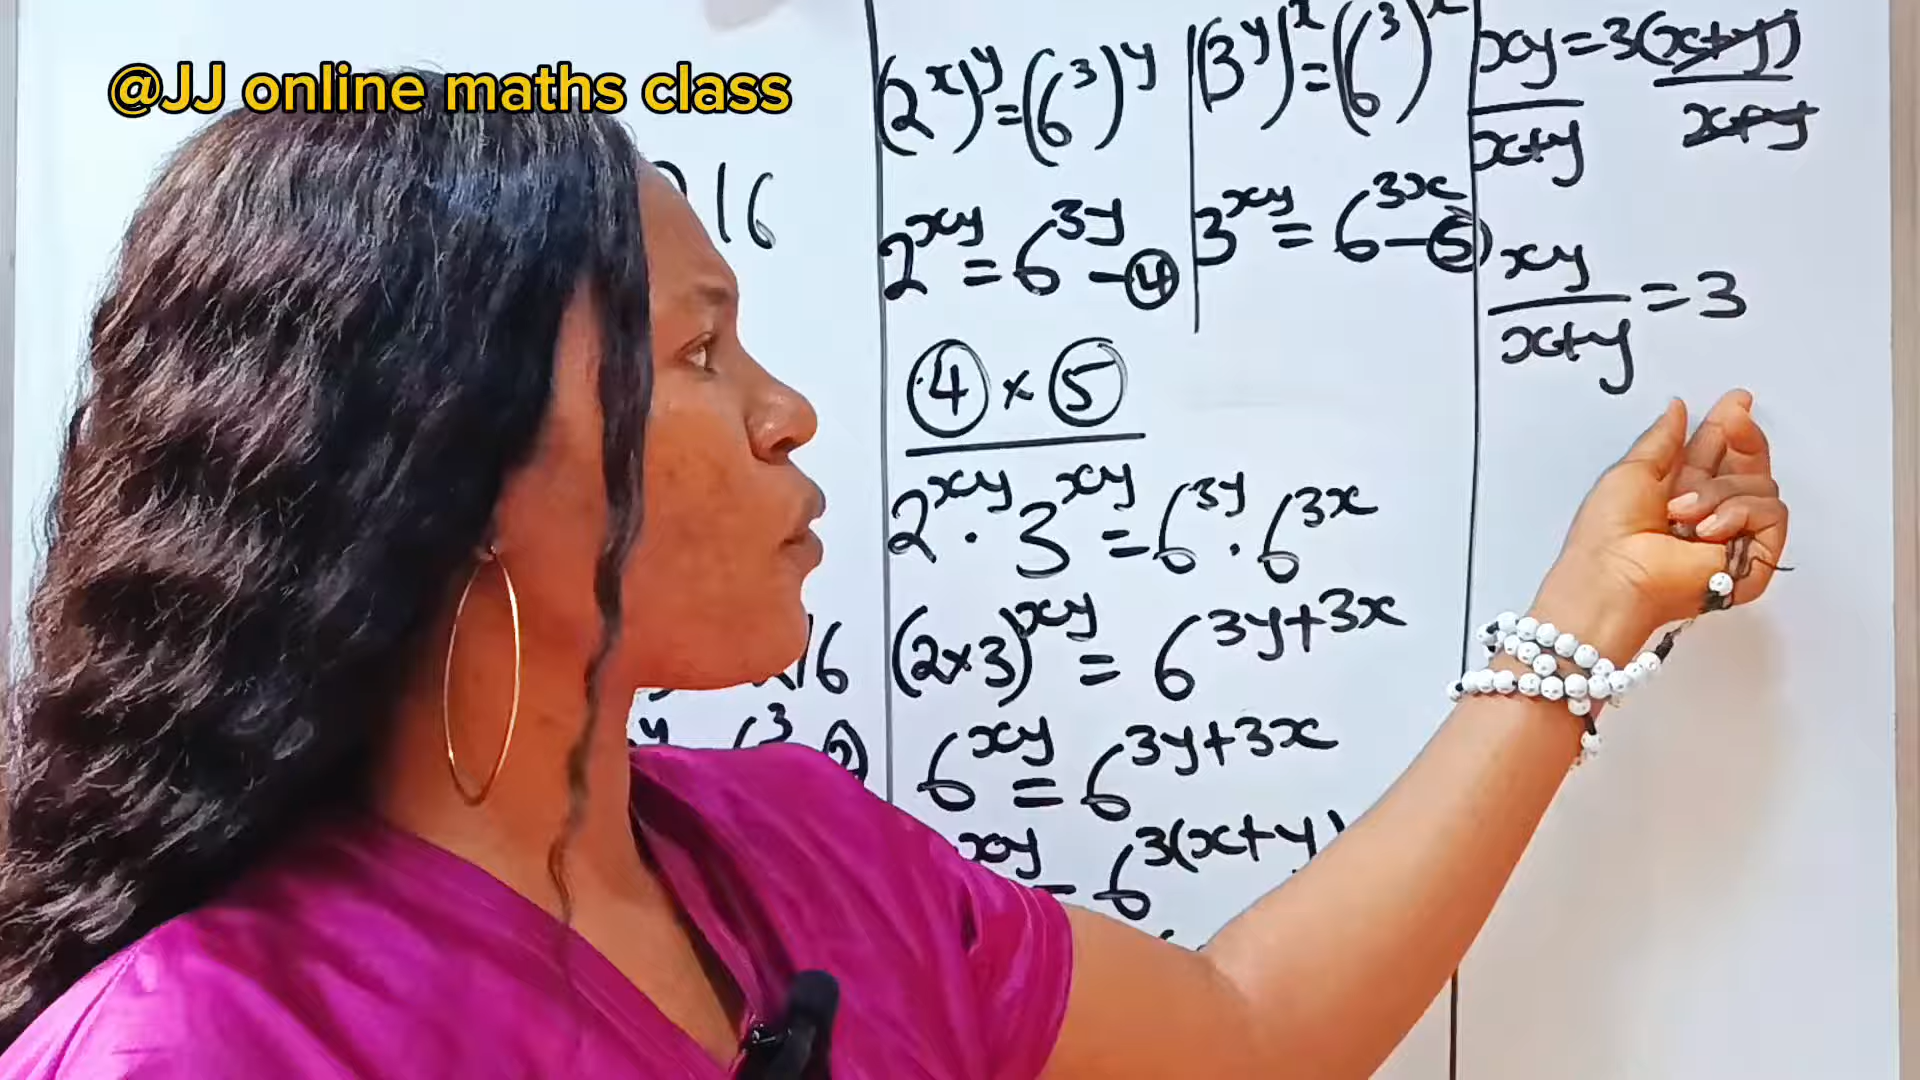 @JJ online maths class
216
16
(2^x)^y = (6^3)^y
2^xy = 6^3y - ④
④ × ⑤
2^xy . 3^xy = 6^3y . 6^3x
(2×3)^xy = 6^3y+3x
6^xy = 6^3y+3x
xy = 6^3(x+y)
(3^y)^x = (6^3)^x
3^xy = 6^3x - ⑤
xy = 3(x+y)
x+y x+y
xy
x+y = 3